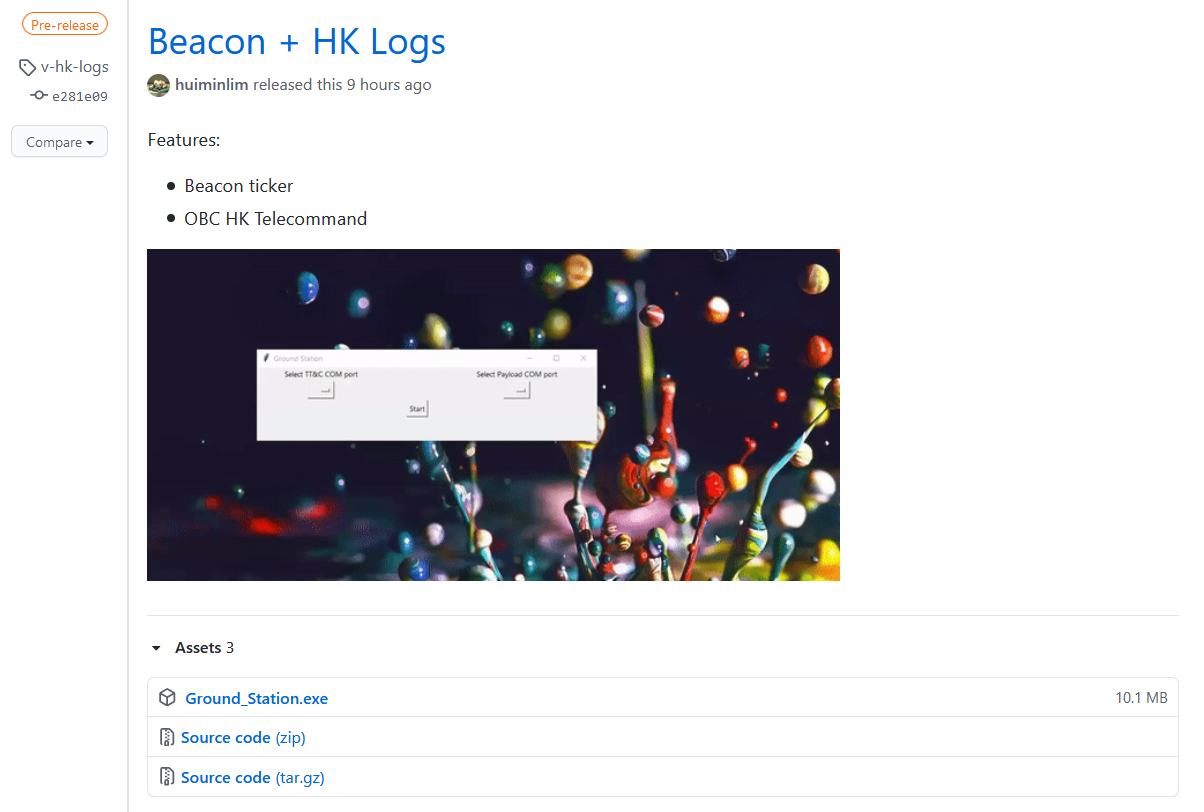 Pre-release
v-hk-logs
e281e09
Compare
Beacon + HK Logs
huiminlim released this 9 hours ago
Features:
Beacon ticker
OBC HK Telecommand
Ground Station
Select TT&C COM port
Select Payload COM port
Start
Assets 3
Ground_Station.exe
10.1 MB
Source code (zip)
Source code (tar.gz)